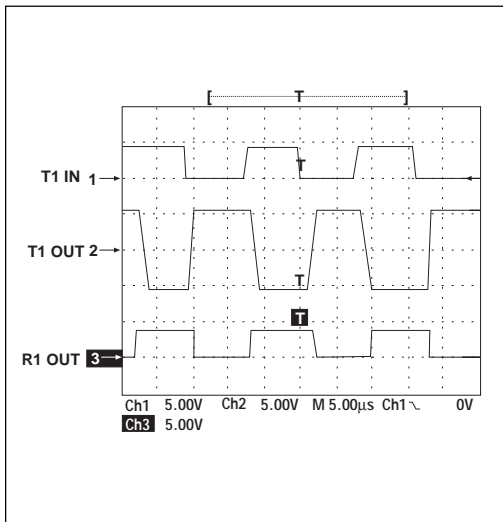 [ T ]
T1 IN 1
T
T1 OUT 2
T
T
R1 OUT 3
Ch1 5.00V Ch2 5.00V M 5.00μs Ch1 0V
Ch3 5.00V